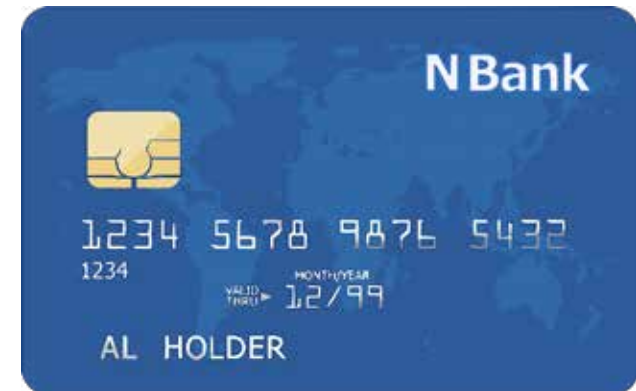 NBank
1234 5678 9876 5432
1234
MONTH/YEAR
VALID
THRU
12/99
AL HOLDER